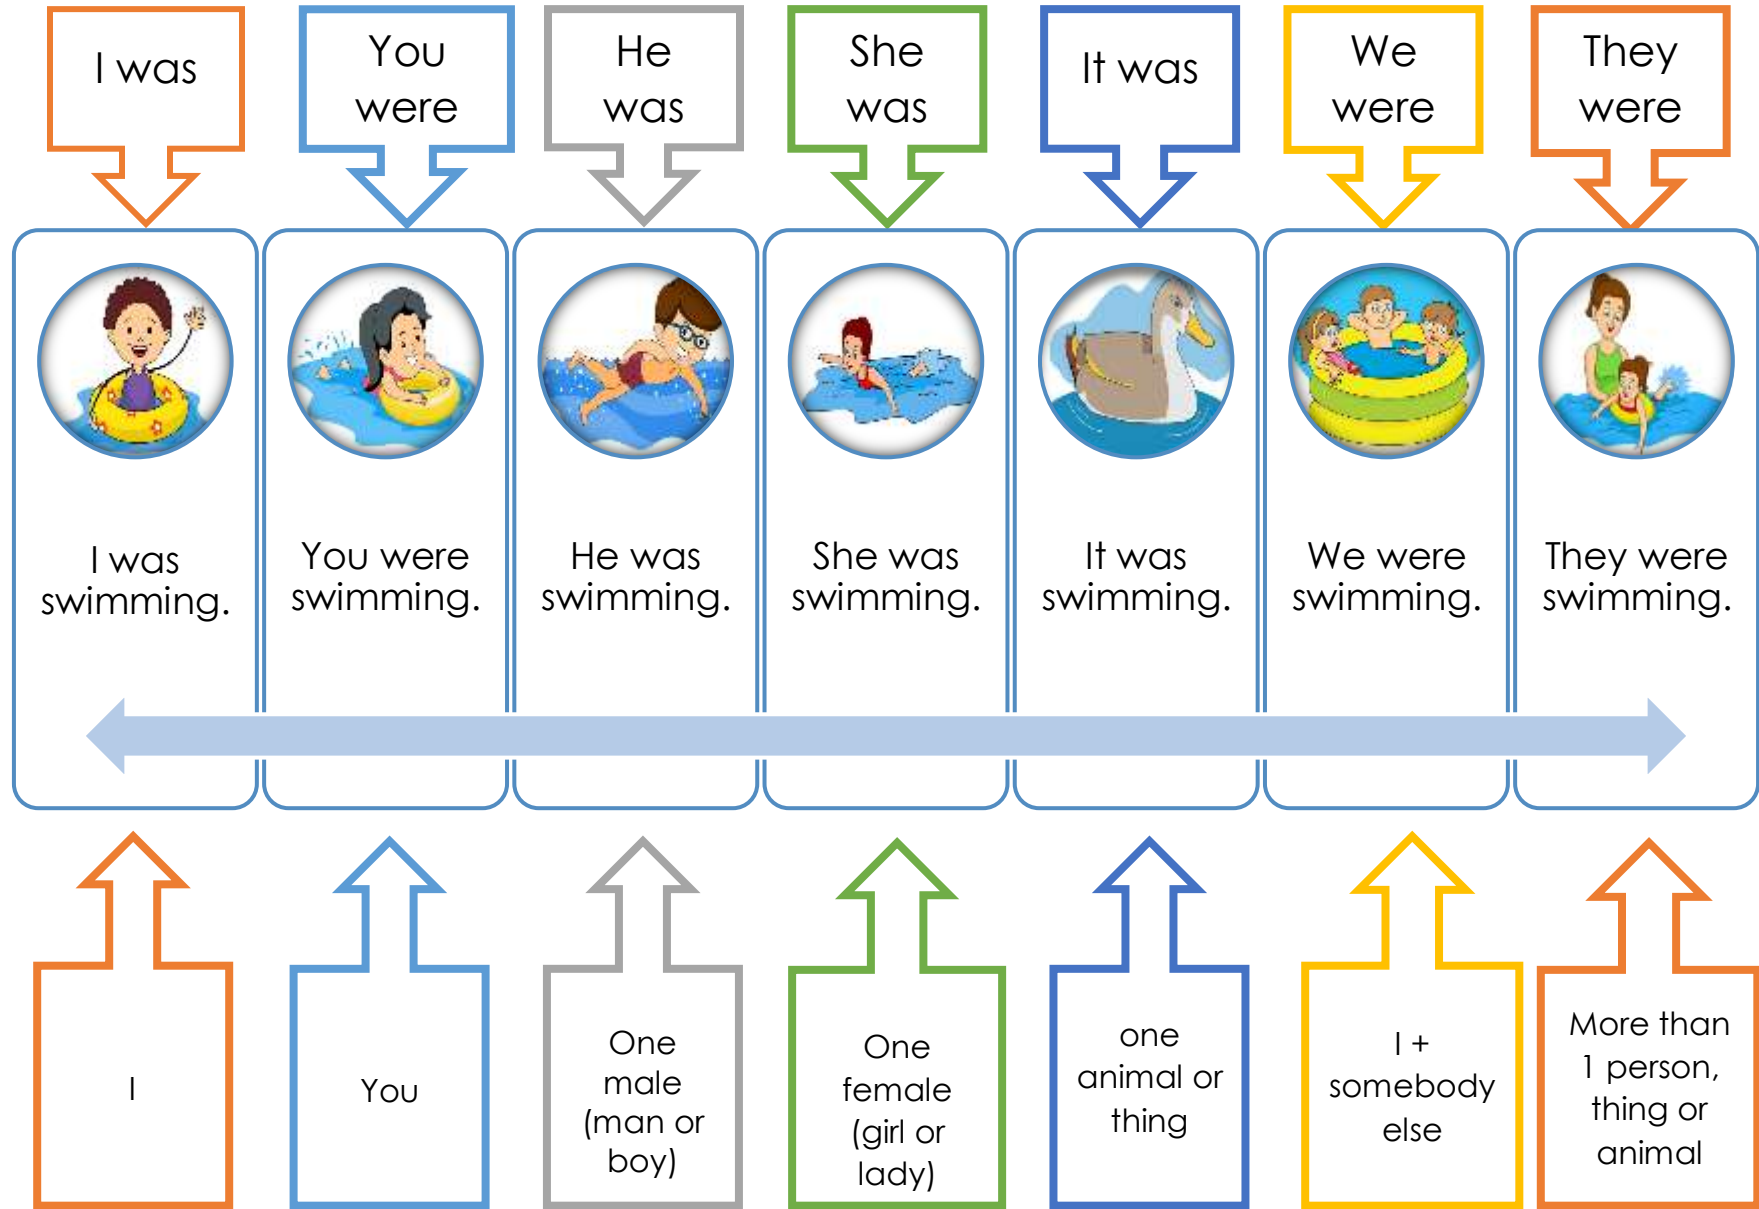 I was
You
were
He
was
She
was
It was
We
were
They
were
I was
swimming.
You were
swimming.
He was
swimming.
She was
swimming.
It was
swimming.
We were
swimming.
They were
swimming.
I
You
One
male
(man or
boy)
One
female
(girl or
lady)
one
animal or
thing
I +
somebody
else
More than
1 person,
thing or
animal